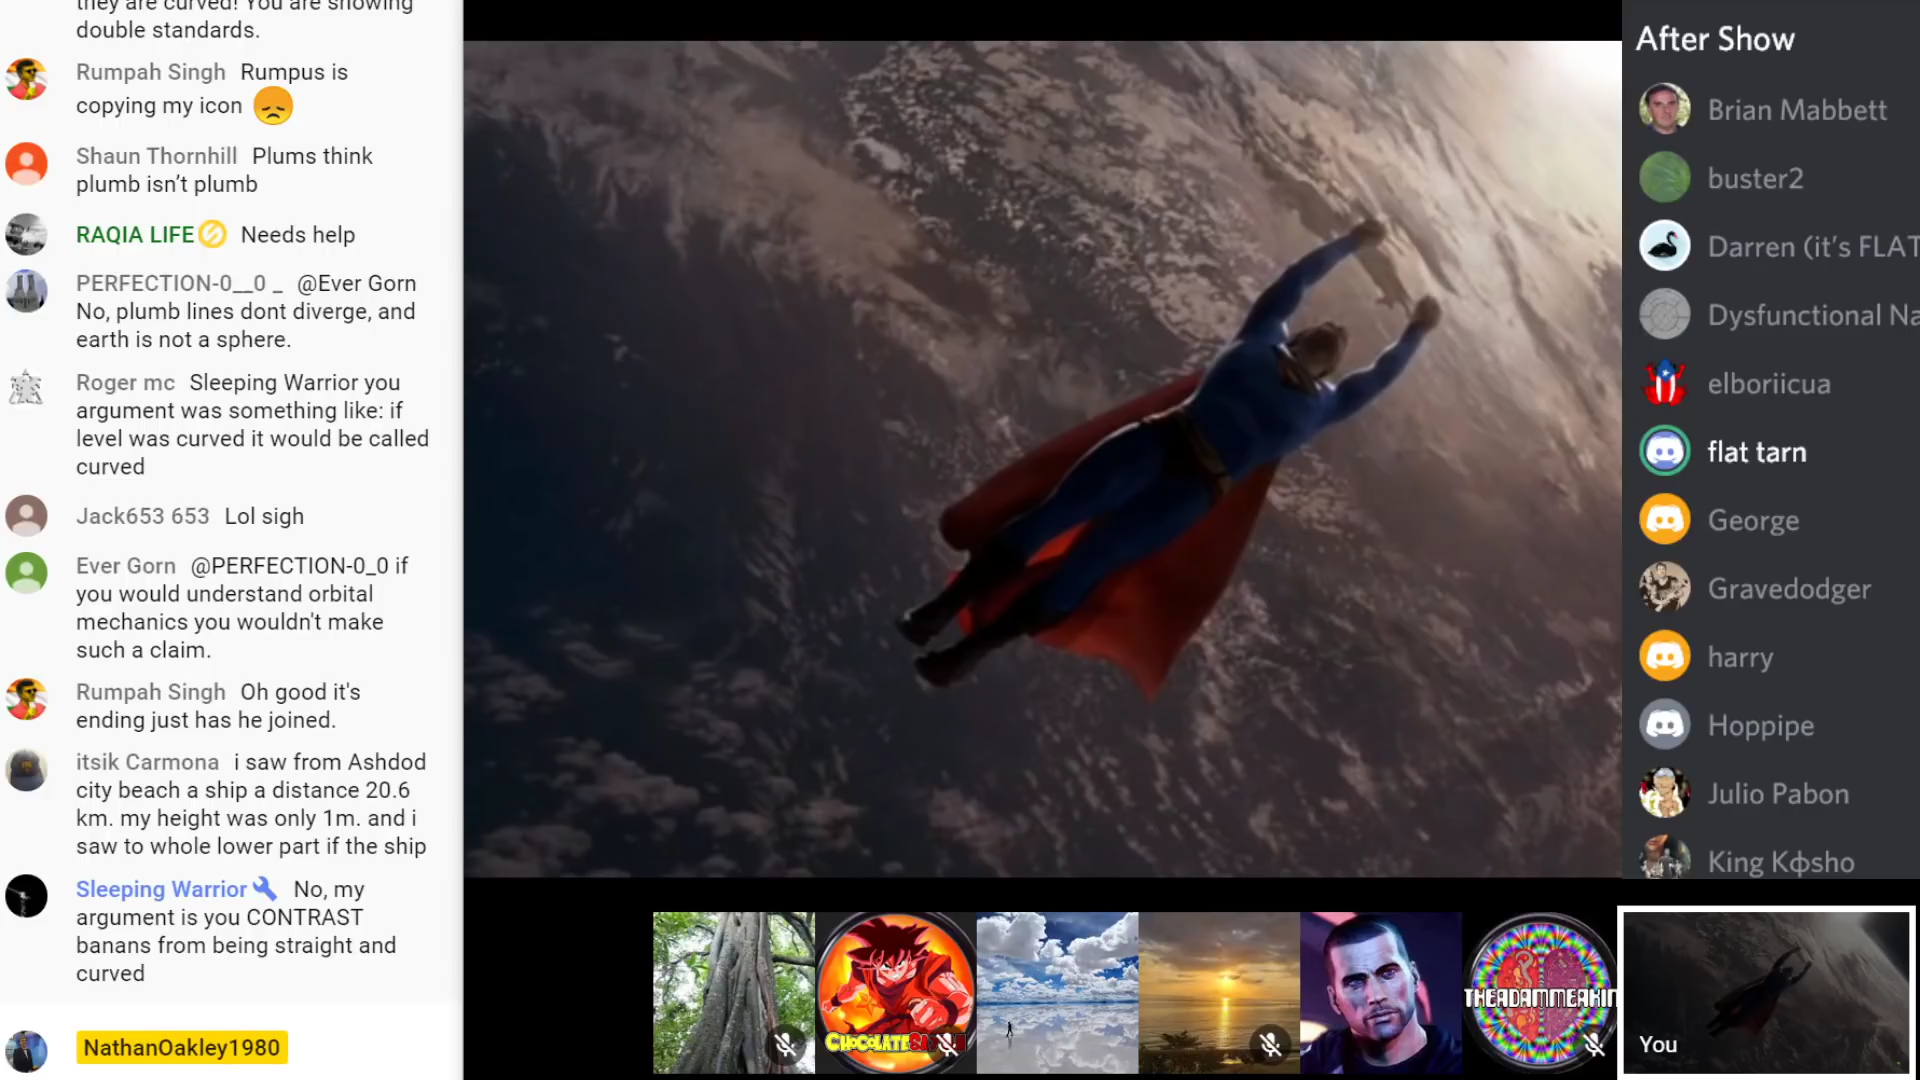 they are curved! You are showing
double standards.
Rumpah Singh Rumpus is
copying my icon
Shaun Thornhill Plums think
plumb isn't plumb
RAQIA LIFE Needs help
PERFECTION-0__0 _ @Ever Gorn
No, plumb lines dont diverge, and
earth is not a sphere.
Roger mc Sleeping Warrior you
argument was something like: if
level was curved it would be called
curved
Jack653 653 Lol sigh
Ever Gorn @PERFECTION-0_0 if
you would understand orbital
mechanics you wouldn't make
such a claim.
Rumpah Singh Oh good it's
ending just has he joined.
itsik Carmona i saw from Ashdod
city beach a ship a distance 20.6
km. my height was only 1m. and i
saw to whole lower part if the ship
Sleeping Warrior No, my
argument is you CONTRAST
banans from being straight and
curved
NathanOakley1980
After Show
Brian Mabbett
buster2
Darren (it's FLAT
Dysfunctional Na
elboriicua
flat tarn
George
Gravedodger
harry
Hoppipe
Julio Pabon
King Kфsho
CHOCOLATE
THEADAMMEAKIN
You